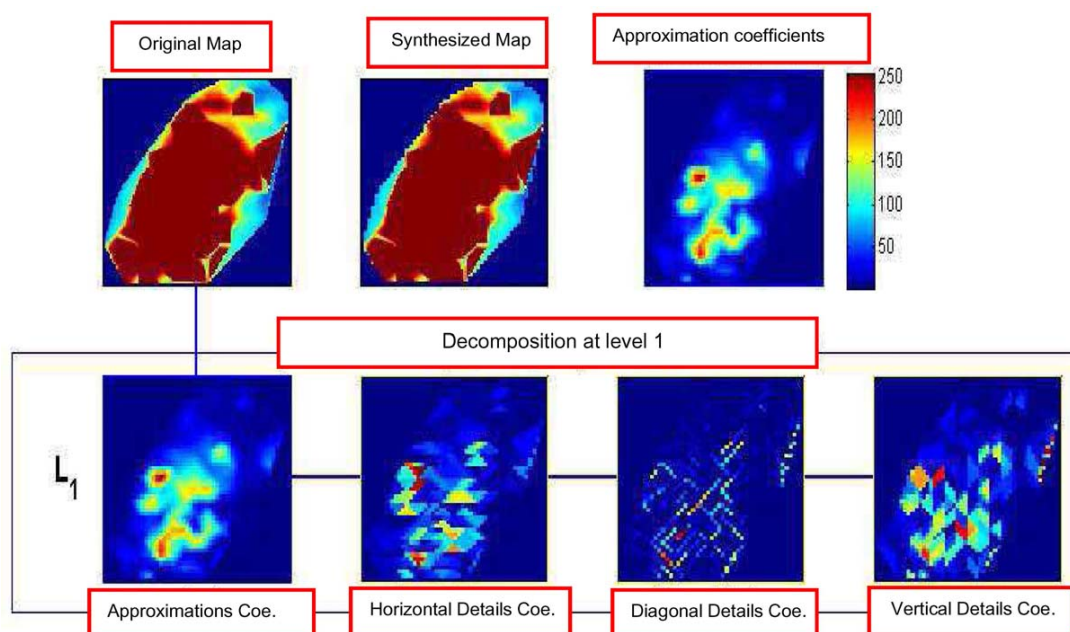 Original Map
Synthesized Map
Approximation coefficients
250
200
150
100
50
Decomposition at level 1
L1
Approximations Coe.
Horizontal Details Coe.
Diagonal Details Coe.
Vertical Details Coe.